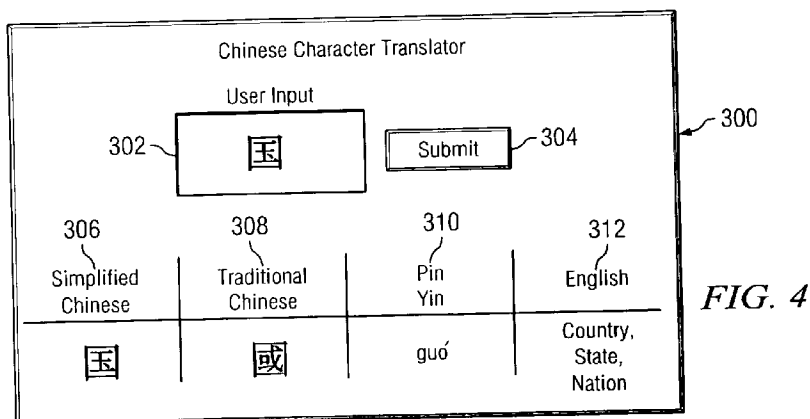 Chinese Character Translator
User Input
302
国
Submit
304
300
306
308
310
312
Simplified
Chinese
Traditional
Chinese
Pin
Yin
English
国
國
guó
Country,
State,
Nation
FIG. 4